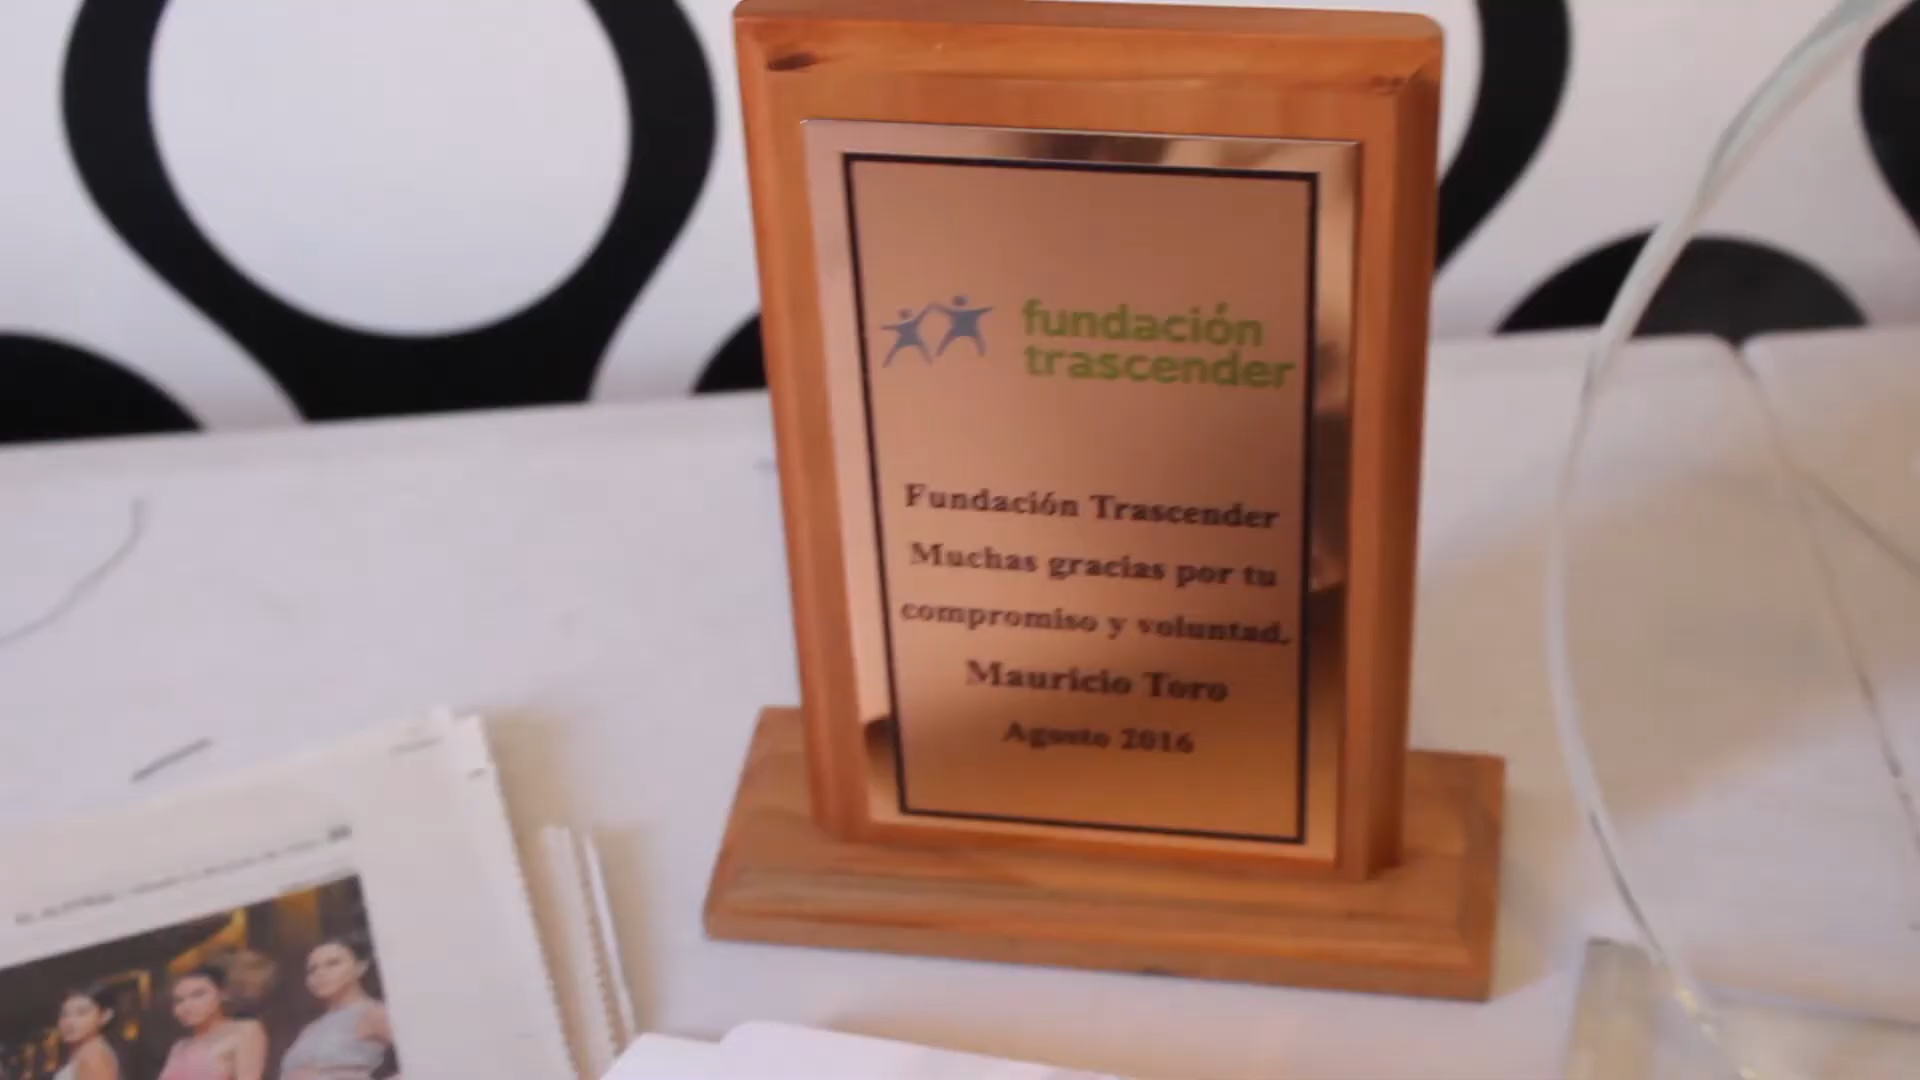 fundación
trascender
Fundación Trascender
Muchas gracias por tu
compromiso y voluntad.
Mauricio Toro
Agosto 2016